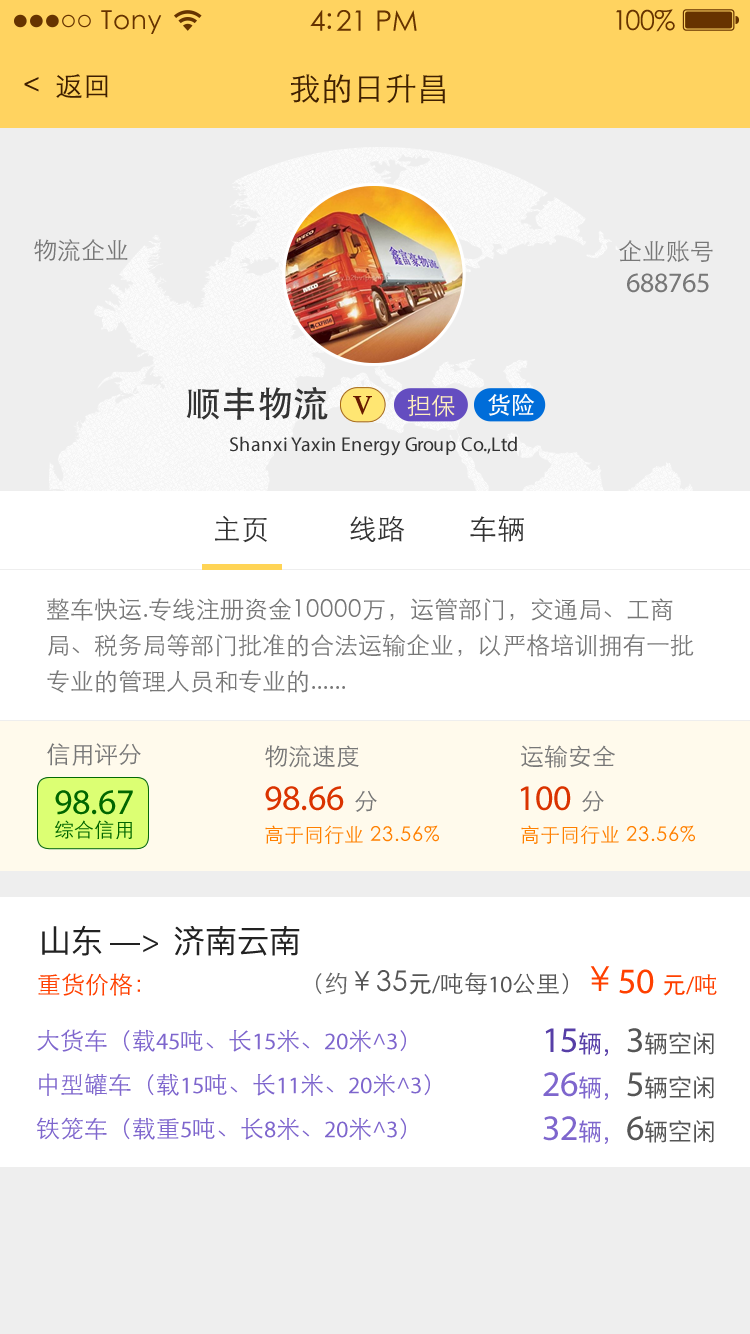 Tony 4:21 PM 100%
< 返回 我的日升昌
物流企业
企业账号
688765
IVECO
鑫富豪物流
IVECO
顺丰物流 V 担保 货险
Shanxi Yaxin Energy Group Co.,Ltd
主页 线路 车辆
整车快运.专线注册资金10000万，运管部门，交通局、工商
局、税务局等部门批准的合法运输企业，以严格培训拥有一批
专业的管理人员和专业的......
信用评分 物流速度 运输安全
98.67 98.66 分 100 分
综合信用 高于同行业 23.56% 高于同行业 23.56%
山东 —> 济南云南
重货价格： （约￥35元/吨每10公里） ￥50 元/吨
大货车（载45吨、长15米、20米^3） 15辆，3辆空闲
中型罐车（载15吨、长11米、20米^3） 26辆，5辆空闲
铁笼车（载重5吨、长8米、20米^3） 32辆，6辆空闲